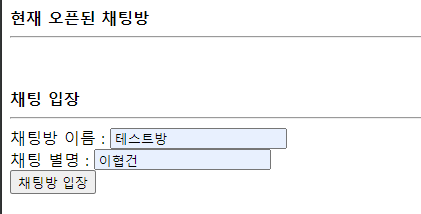 현재 오픈된 채팅방
채팅 입장
채팅방 이름 : 테스트방
채팅 별명 : 이협건
채팅방 입장